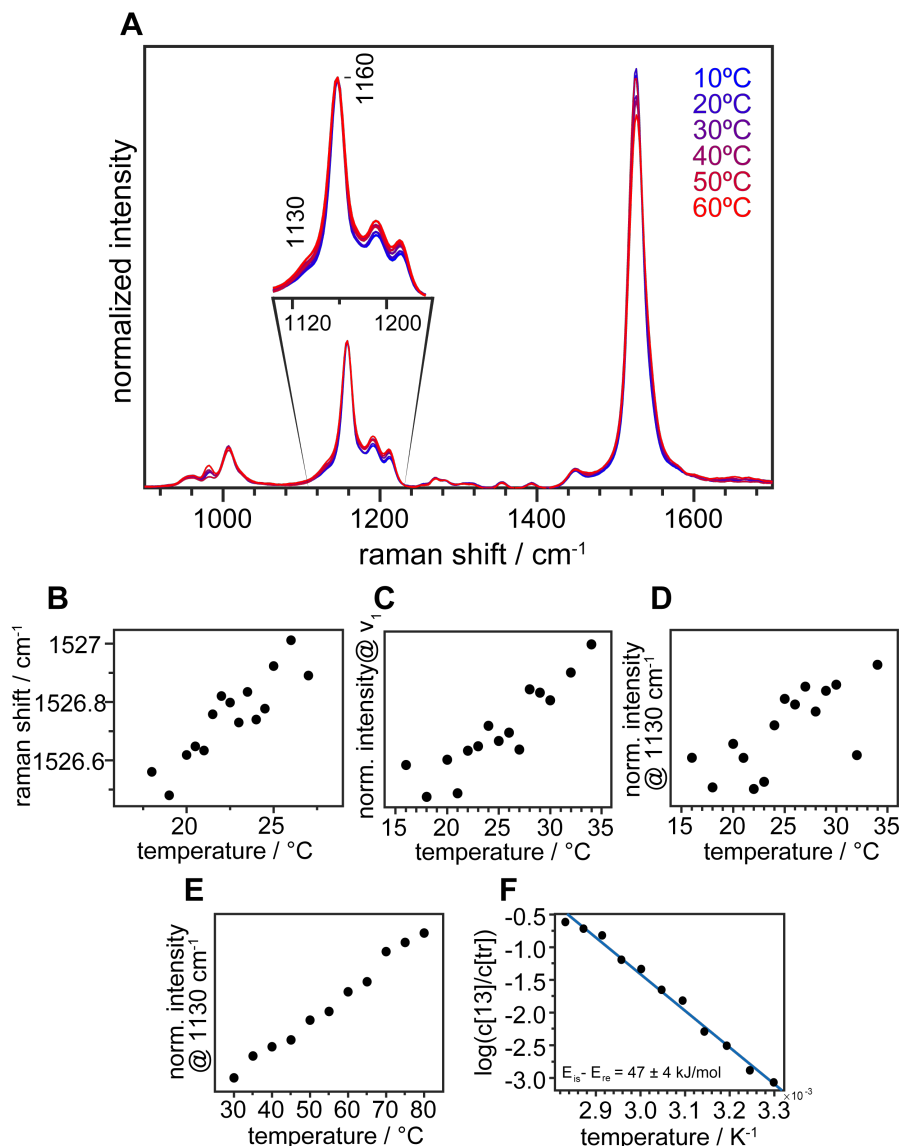 A
normalized intensity
1160
1130
1120 1200
10ºC
20ºC
30ºC
40ºC
50ºC
60ºC
1000 1200 1400 1600
raman shift / cm-1
B
raman shift / cm-1
1527
1526.8
1526.6
20 25
temperature / °C
C
norm. intensity@ v1
15 20 25 30 35
temperature / °C
D
norm. intensity
@ 1130 cm-1
15 20 25 30 35
temperature / °C
E
norm. intensity
@ 1130 cm-1
30 40 50 60 70 80
temperature / °C
F
log(c[13]/c[tr])
-0.5
-1.0
-1.5
-2.0
-2.5
-3.0
Eis- Ere = 47 ± 4 kJ/mol
×10-3
2.9 3.0 3.1 3.2 3.3
temperature / K-1